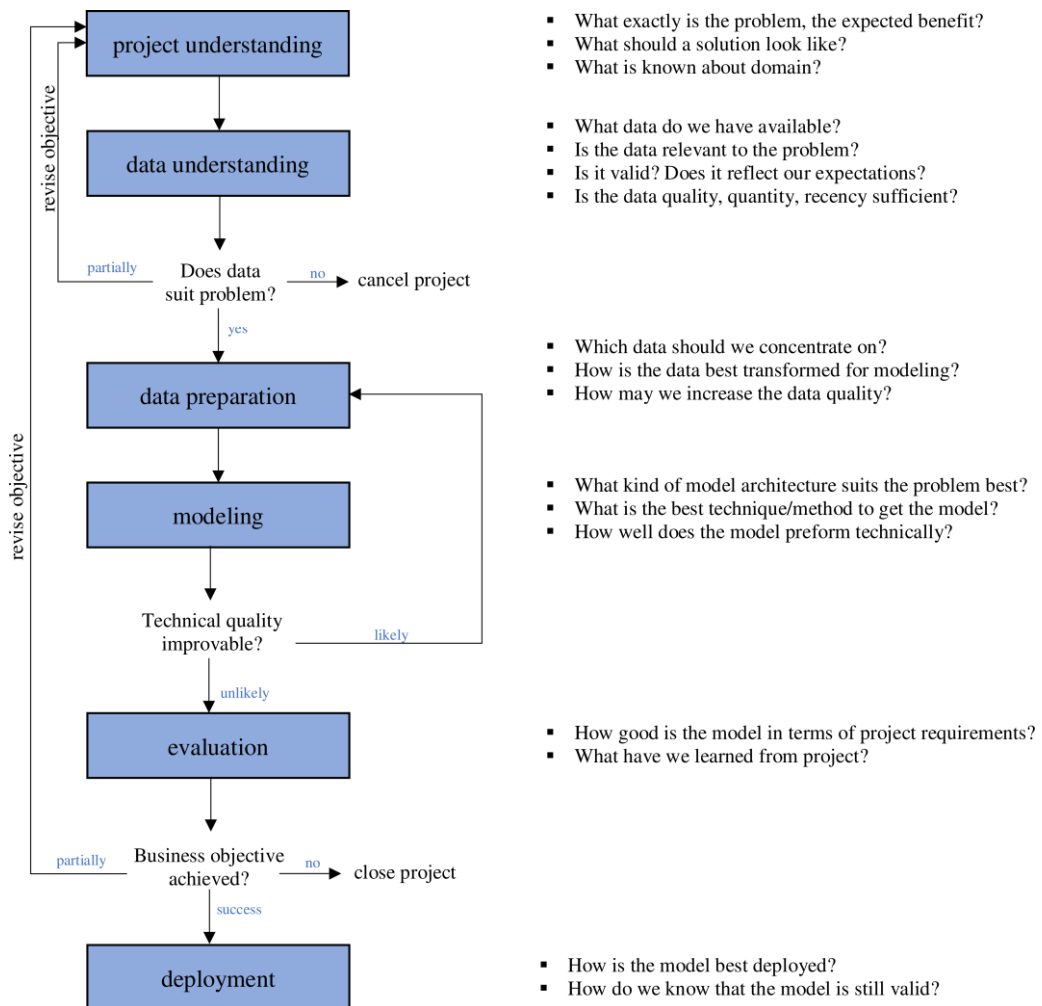 project understanding
▪ What exactly is the problem, the expected benefit?
▪ What should a solution look like?
▪ What is known about domain?
revise objective
data understanding
▪ What data do we have available?
▪ Is the data relevant to the problem?
▪ Is it valid? Does it reflect our expectations?
▪ Is the data quality, quantity, recency sufficient?
partially
Does data
suit problem?
no
cancel project
yes
data preparation
▪ Which data should we concentrate on?
▪ How is the data best transformed for modeling?
▪ How may we increase the data quality?
revise objective
modeling
▪ What kind of model architecture suits the problem best?
▪ What is the best technique/method to get the model?
▪ How well does the model preform technically?
Technical quality
improvable?
likely
unlikely
evaluation
▪ How good is the model in terms of project requirements?
▪ What have we learned from project?
partially
Business objective
achieved?
no
close project
success
deployment
▪ How is the model best deployed?
▪ How do we know that the model is still valid?